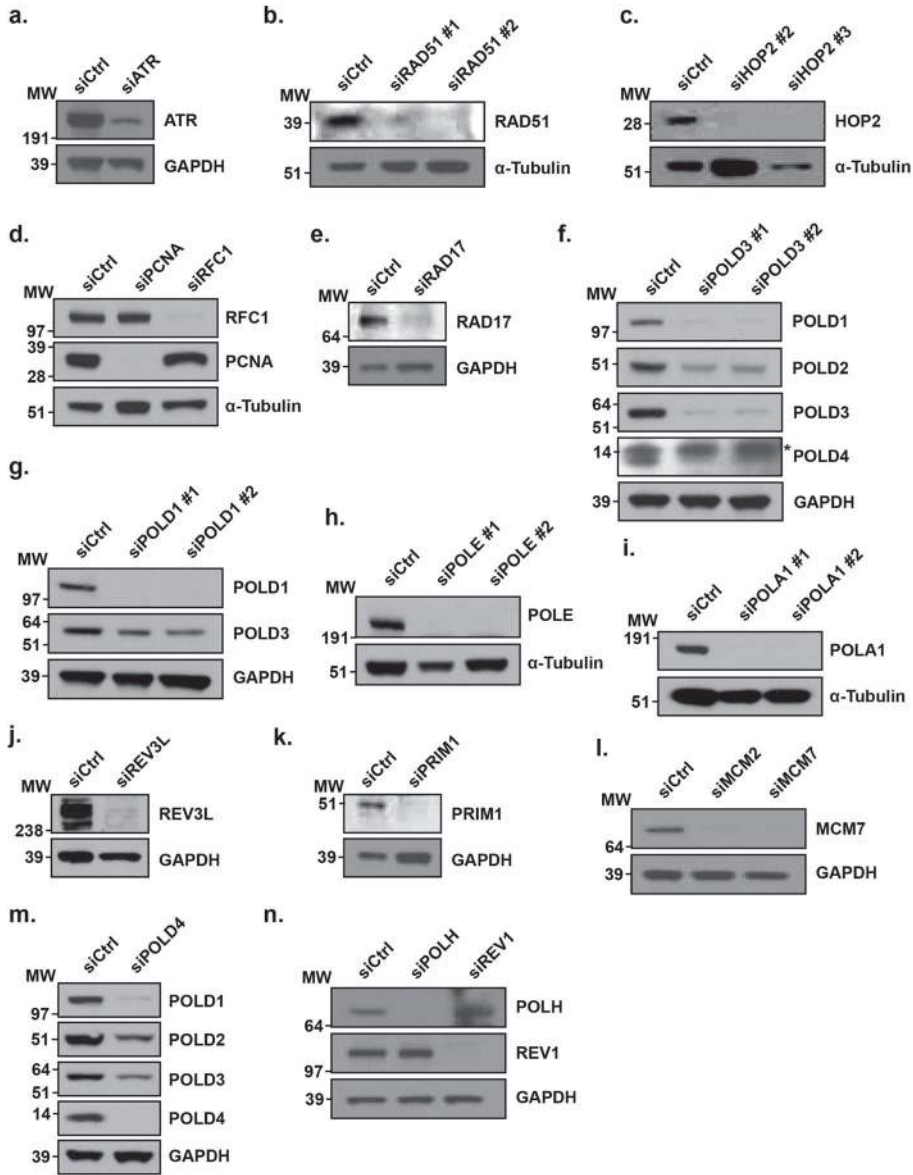 a.
siCtrl siATR
MW
191 ATR
39 GAPDH
b.
siCtrl siRAD51 #1 siRAD51 #2
MW
39 RAD51
51 α-Tubulin
c.
siCtrl siHOP2 #2 siHOP2 #3
MW
28 HOP2
51 α-Tubulin
d.
siCtrl siPCNA siRFC1
MW
97 RFC1
39
28 PCNA
51 α-Tubulin
e.
siCtrl siRAD17
MW
64 RAD17
39 GAPDH
f.
siCtrl siPOLD3 #1 siPOLD3 #2
MW
97 POLD1
51 POLD2
64
51 POLD3
14 * POLD4
39 GAPDH
g.
siCtrl siPOLD1 #1 siPOLD1 #2
MW
97 POLD1
64
51 POLD3
39 GAPDH
h.
siCtrl siPOLE #1 siPOLE #2
MW
191 POLE
51 α-Tubulin
i.
siCtrl siPOLA1 #1 siPOLA1 #2
MW
191 POLA1
51 α-Tubulin
j.
siCtrl siREV3L
MW
238 REV3L
39 GAPDH
k.
siCtrl siPRIM1
MW
51 PRIM1
39 GAPDH
l.
siCtrl siMCM2 siMCM7
MW
64 MCM7
39 GAPDH
m.
siCtrl siPOLD4
MW
97 POLD1
51 POLD2
64
51 POLD3
14 POLD4
39 GAPDH
n.
siCtrl siPOLH siREV1
MW
64 POLH
97 REV1
39 GAPDH